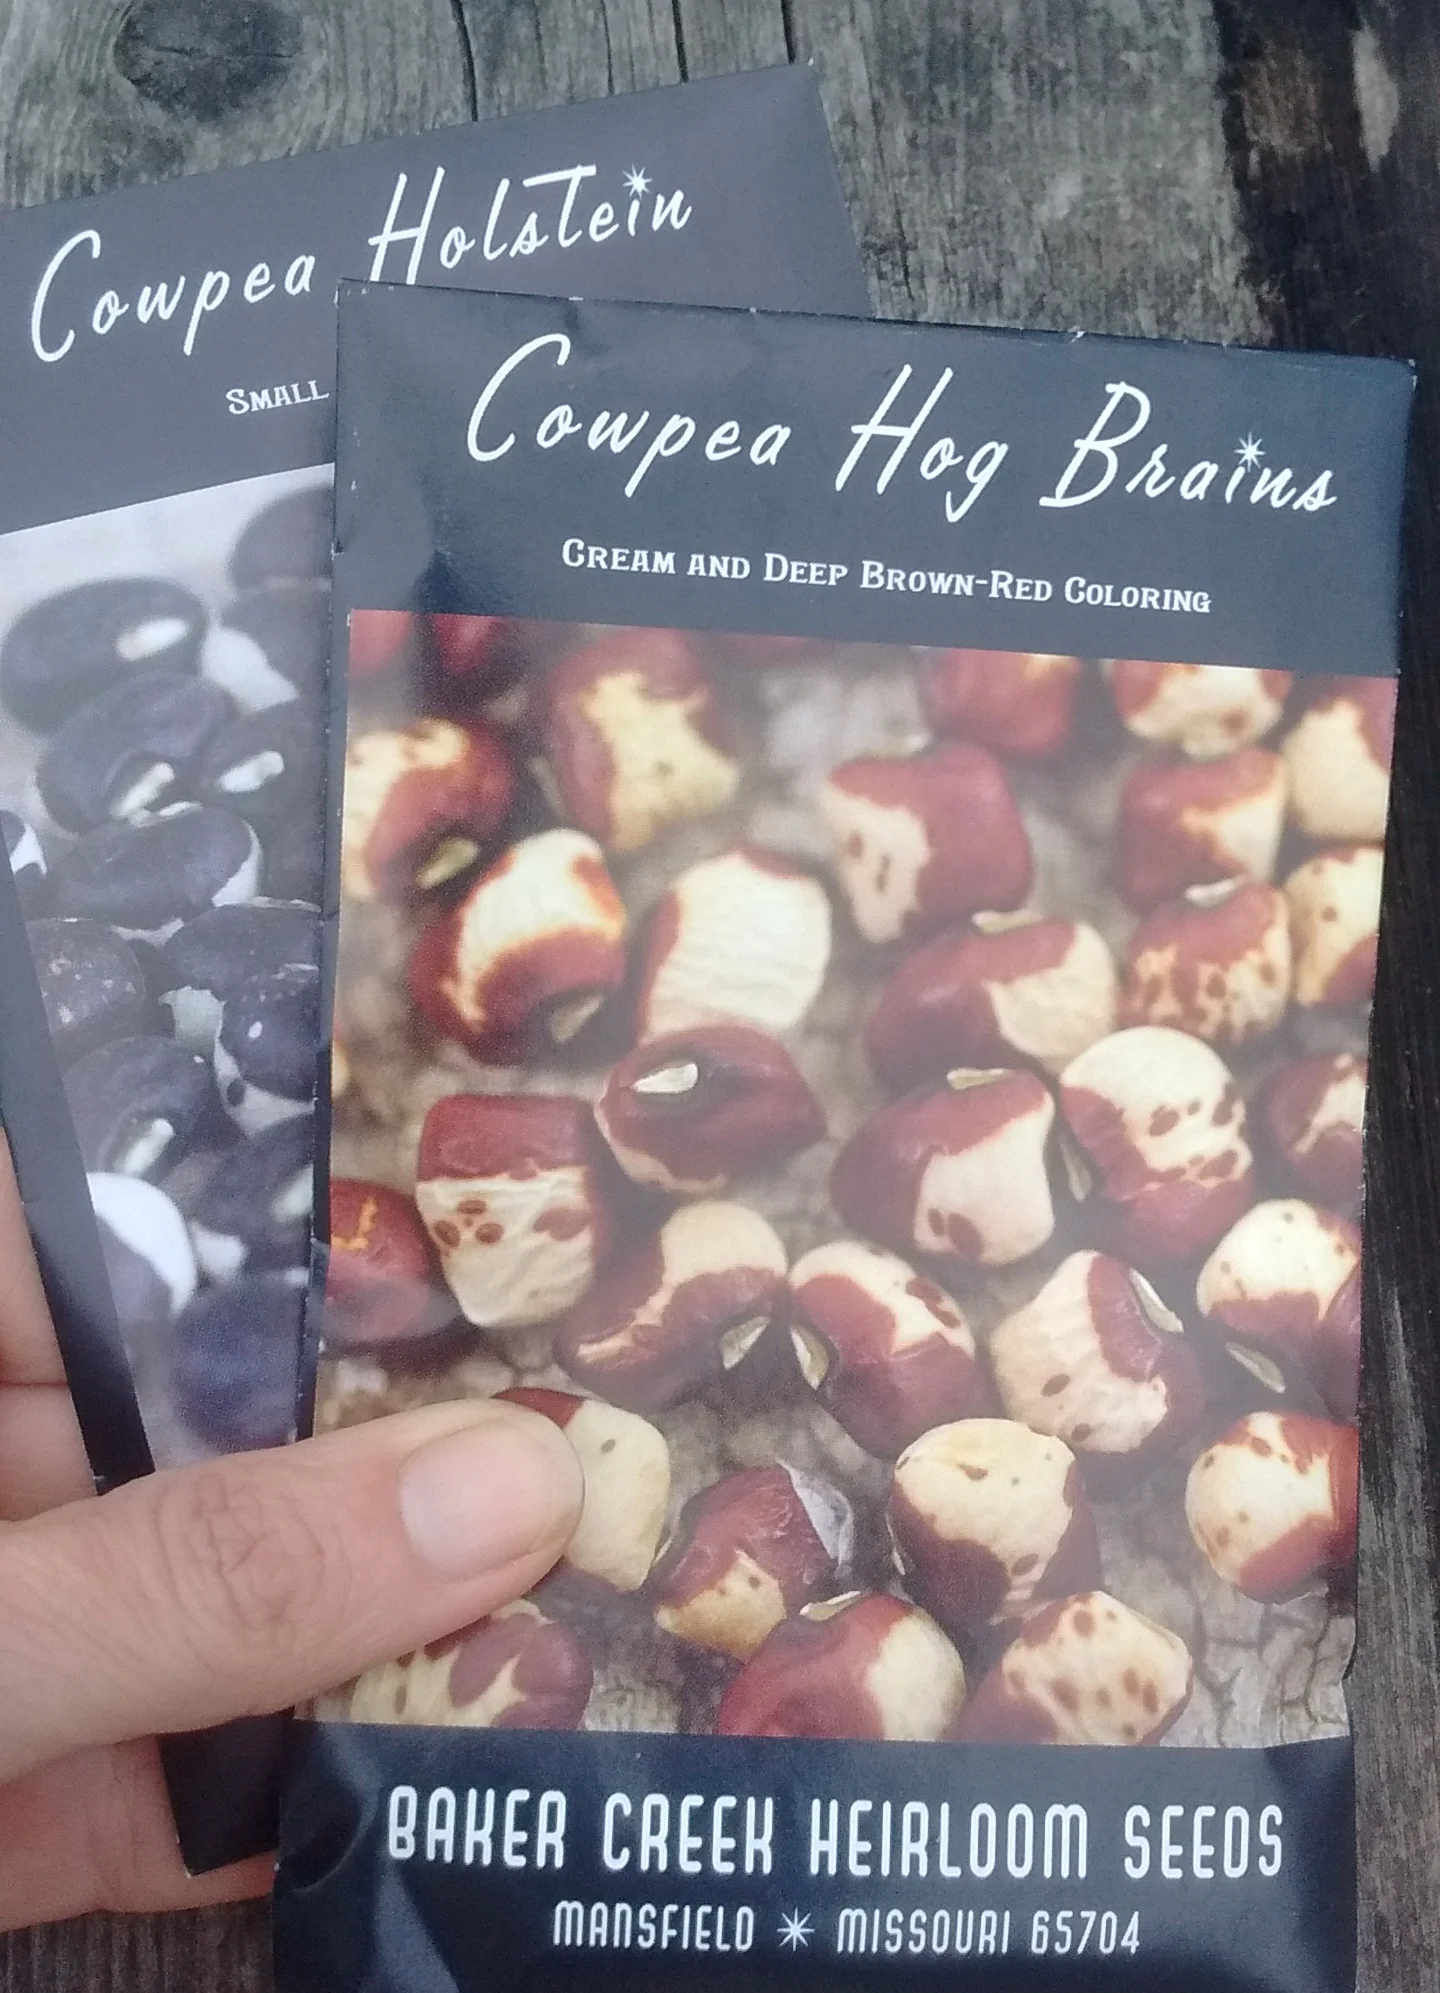 Cowpea Holstein
Small
Cowpea Hog Brains
Cream and Deep Brown-Red Coloring
BAKER CREEK HEIRLOOM SEEDS
MANSFIELD * MISSOURI 65704